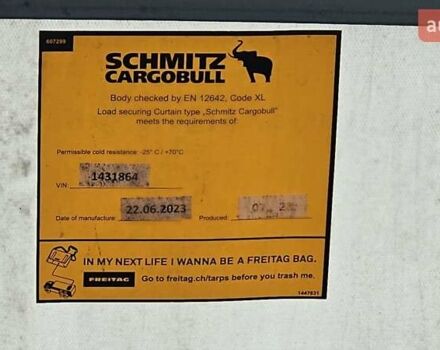 607299
SCHMITZ
CARGOBULL
Body checked by EN 12642, Code XL
Load securing Curtain type „Schmitz Cargobull"
meets the requirements of:
Permissible cold resistance: -25° C / +70°C
VIN: 1431864
Date of manufacture: 22.06.2023 Produced:
IN MY NEXT LIFE I WANNA BE A FREITAG BAG.
FREITAG Go to freitag.ch/tarps before you trash me.
1447831